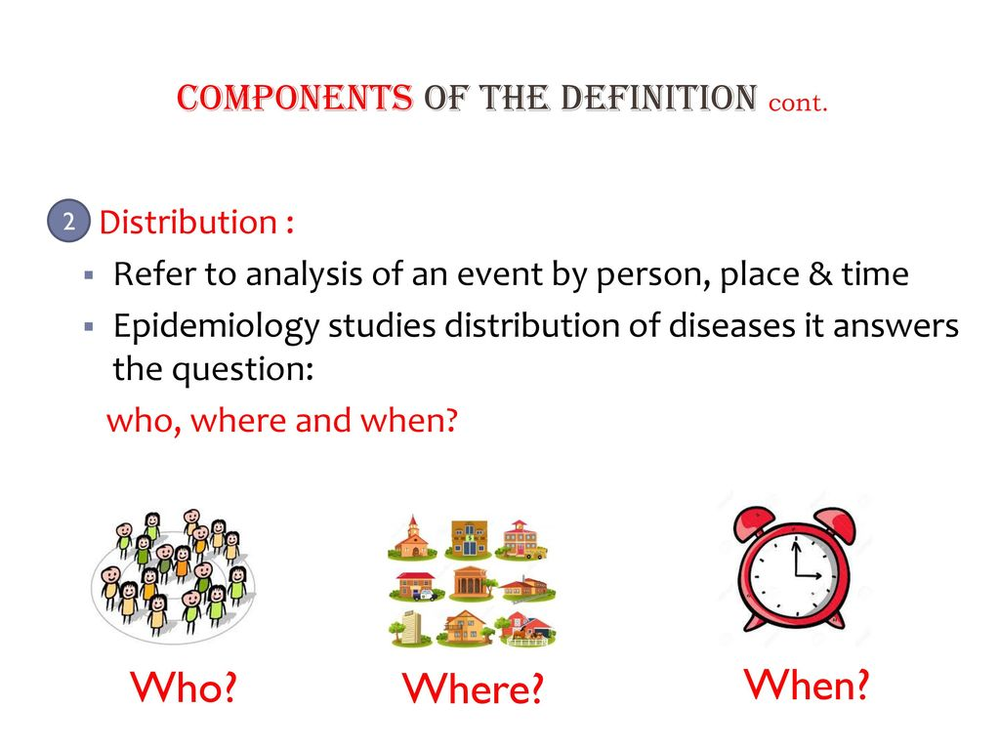 COMPONENTS OF THE DEFINITION cont.
2 Distribution :
▪ Refer to analysis of an event by person, place & time
▪ Epidemiology studies distribution of diseases it answers
the question:
who, where and when?
Who?
Where?
When?